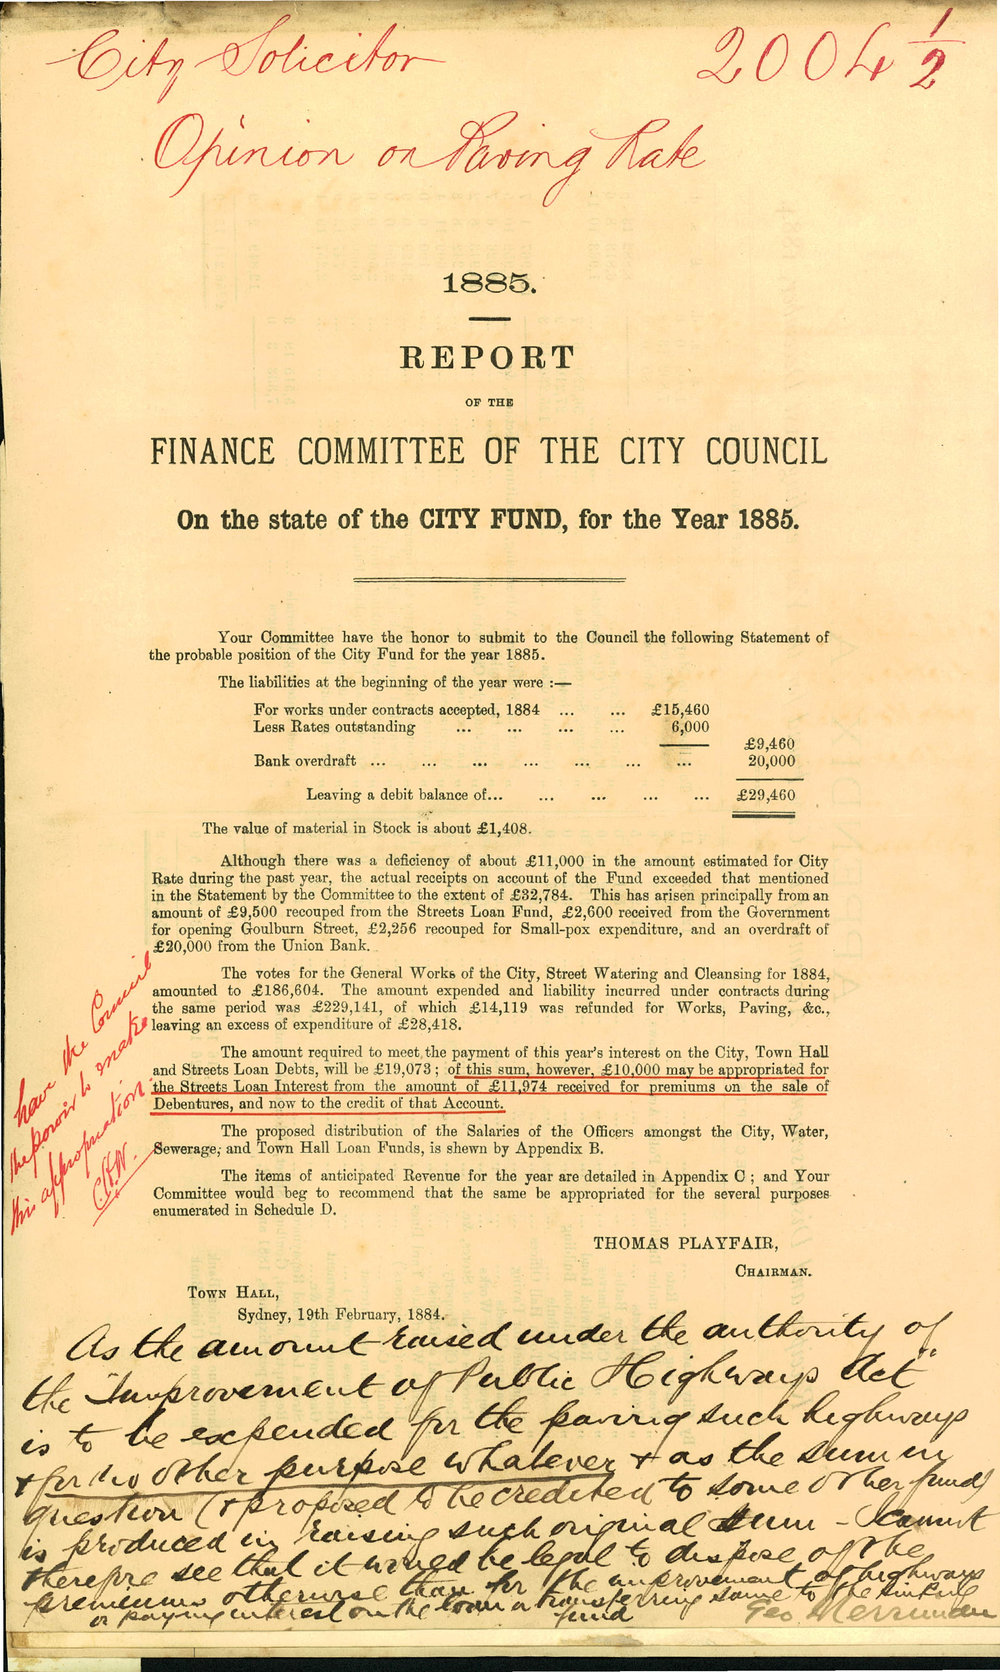 City Solicitor
2004 1/2
Opinion on Paving Rate
1885.
REPORT
OF THE
FINANCE COMMITTEE OF THE CITY COUNCIL
On the state of the CITY FUND, for the Year 1885.
Your Committee have the honor to submit to the Council the following Statement of
the probable position of the City Fund for the year 1885.
The liabilities at the beginning of the year were :—
For works under contracts accepted, 1884 ... ... £15,460
Less Rates outstanding ... ... ... ... 6,000
£9,460
Bank overdraft ... ... ... ... ... ... ... 20,000
Leaving a debit balance of... ... ... ... ... £29,460
The value of material in Stock is about £1,408.
Although there was a deficiency of about £11,000 in the amount estimated for City
Rate during the past year, the actual receipts on account of the Fund exceeded that mentioned
in the Statement by the Committee to the extent of £32,784. This has arisen principally from an
amount of £9,500 recouped from the Streets Loan Fund, £2,600 received from the Government
for opening Goulburn Street, £2,256 recouped for Small-pox expenditure, and an overdraft of
£20,000 from the Union Bank.
The votes for the General Works of the City, Street Watering and Cleansing for 1884,
amounted to £186,604. The amount expended and liability incurred under contracts during
the same period was £229,141, of which £14,119 was refunded for Works, Paving, &c.,
leaving an excess of expenditure of £28,418.
The amount required to meet the payment of this year's interest on the City, Town Hall
and Streets Loan Debts, will be £19,073 ; of this sum, however, £10,000 may be appropriated for
the Streets Loan Interest from the amount of £11,974 received for premiums on the sale of
Debentures, and now to the credit of that Account.
have the Council
the power to make
this appropriation
C.H.W.
The proposed distribution of the Salaries of the Officers amongst the City, Water,
Sewerage, and Town Hall Loan Funds, is shewn by Appendix B.
The items of anticipated Revenue for the year are detailed in Appendix C ; and Your
Committee would beg to recommend that the same be appropriated for the several purposes
enumerated in Schedule D.
THOMAS PLAYFAIR,
CHAIRMAN.
TOWN HALL,
Sydney, 19th February, 1884.
As the amount raised under the authority of
the "Improvement of Public Highways Act"
is to be expended for the paving such highways
& for no other purpose whatever & as the sum in
question (& proposed to be credited to some other fund)
is produced in raising such original sum - I cannot
therefore see that it would be legal to dispose of the
premiums otherwise than for the improvement of highways
or paying interest on the loan or transferring same to the sinking
fund
Geo Merriman